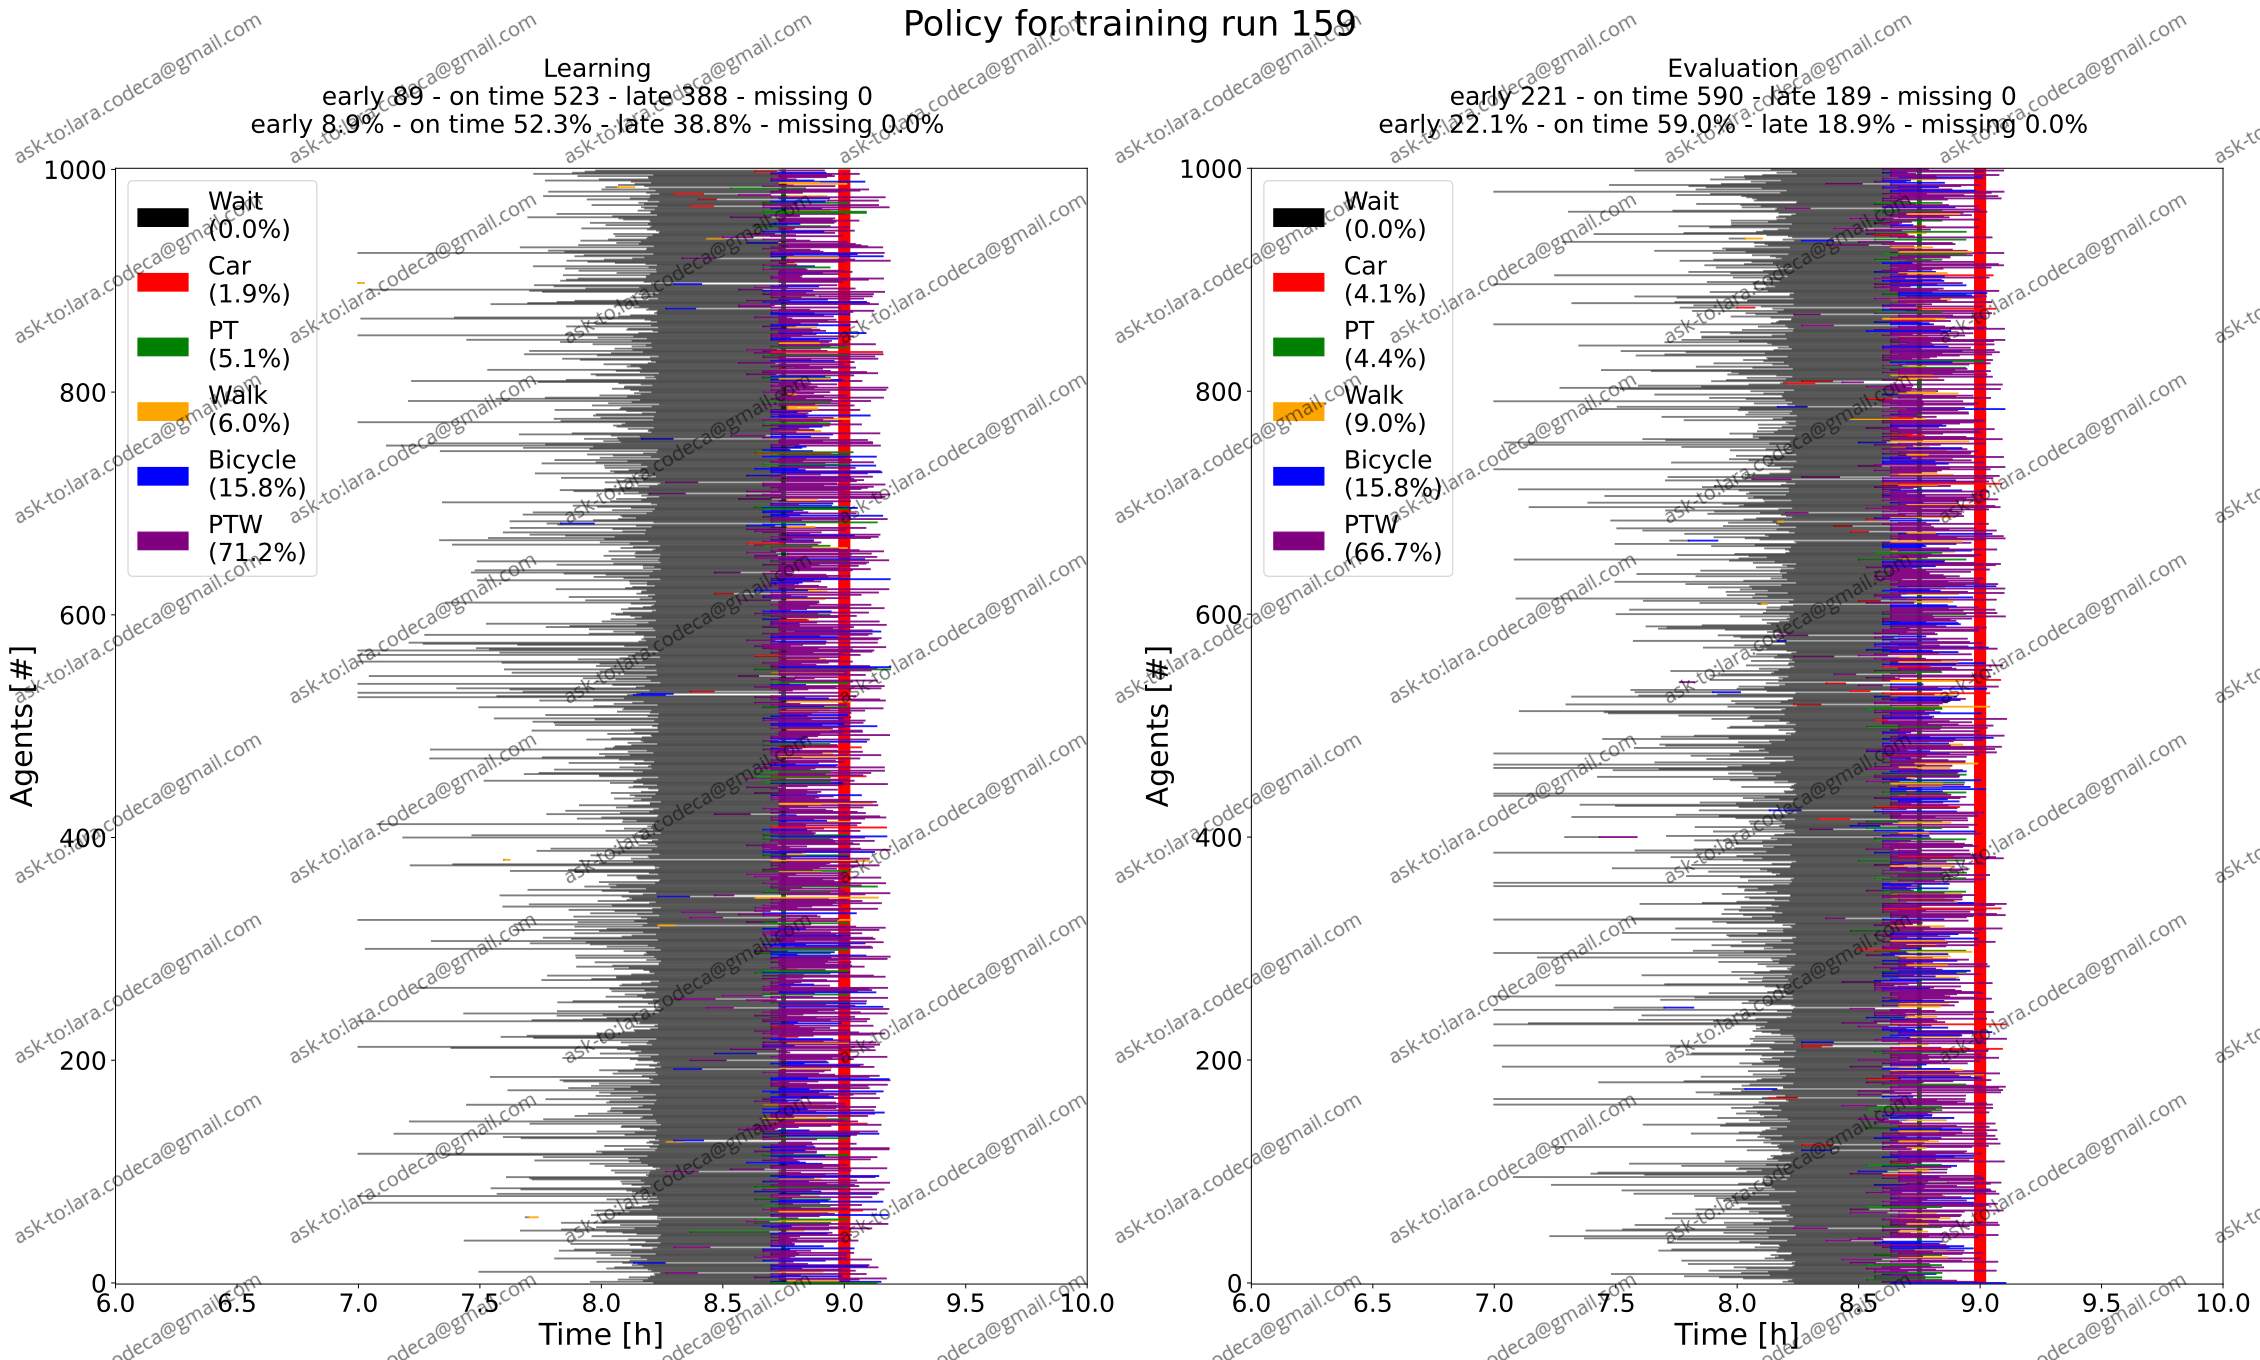 Policy for training run 159
Learning
early 89 - on time 523 - late 388 - missing 0
early 8.9% - on time 52.3% - late 38.8% - missing 0.0%
1000
800
600
400
200
0
Agents [#]
Wait
(0.0%)
Car
(1.9%)
PT
(5.1%)
Walk
(6.0%)
Bicycle
(15.8%)
PTW
(71.2%)
6.0 6.5 7.0 7.5 8.0 8.5 9.0 9.5 10.0
Time [h]
Evaluation
early 221 - on time 590 - late 189 - missing 0
early 22.1% - on time 59.0% - late 18.9% - missing 0.0%
1000
800
600
400
200
0
Agents [#]
Wait
(0.0%)
Car
(4.1%)
PT
(4.4%)
Walk
(9.0%)
Bicycle
(15.8%)
PTW
(66.7%)
6.0 6.5 7.0 7.5 8.0 8.5 9.0 9.5 10.0
Time [h]
ask-to:lara.codeca@gmail.com